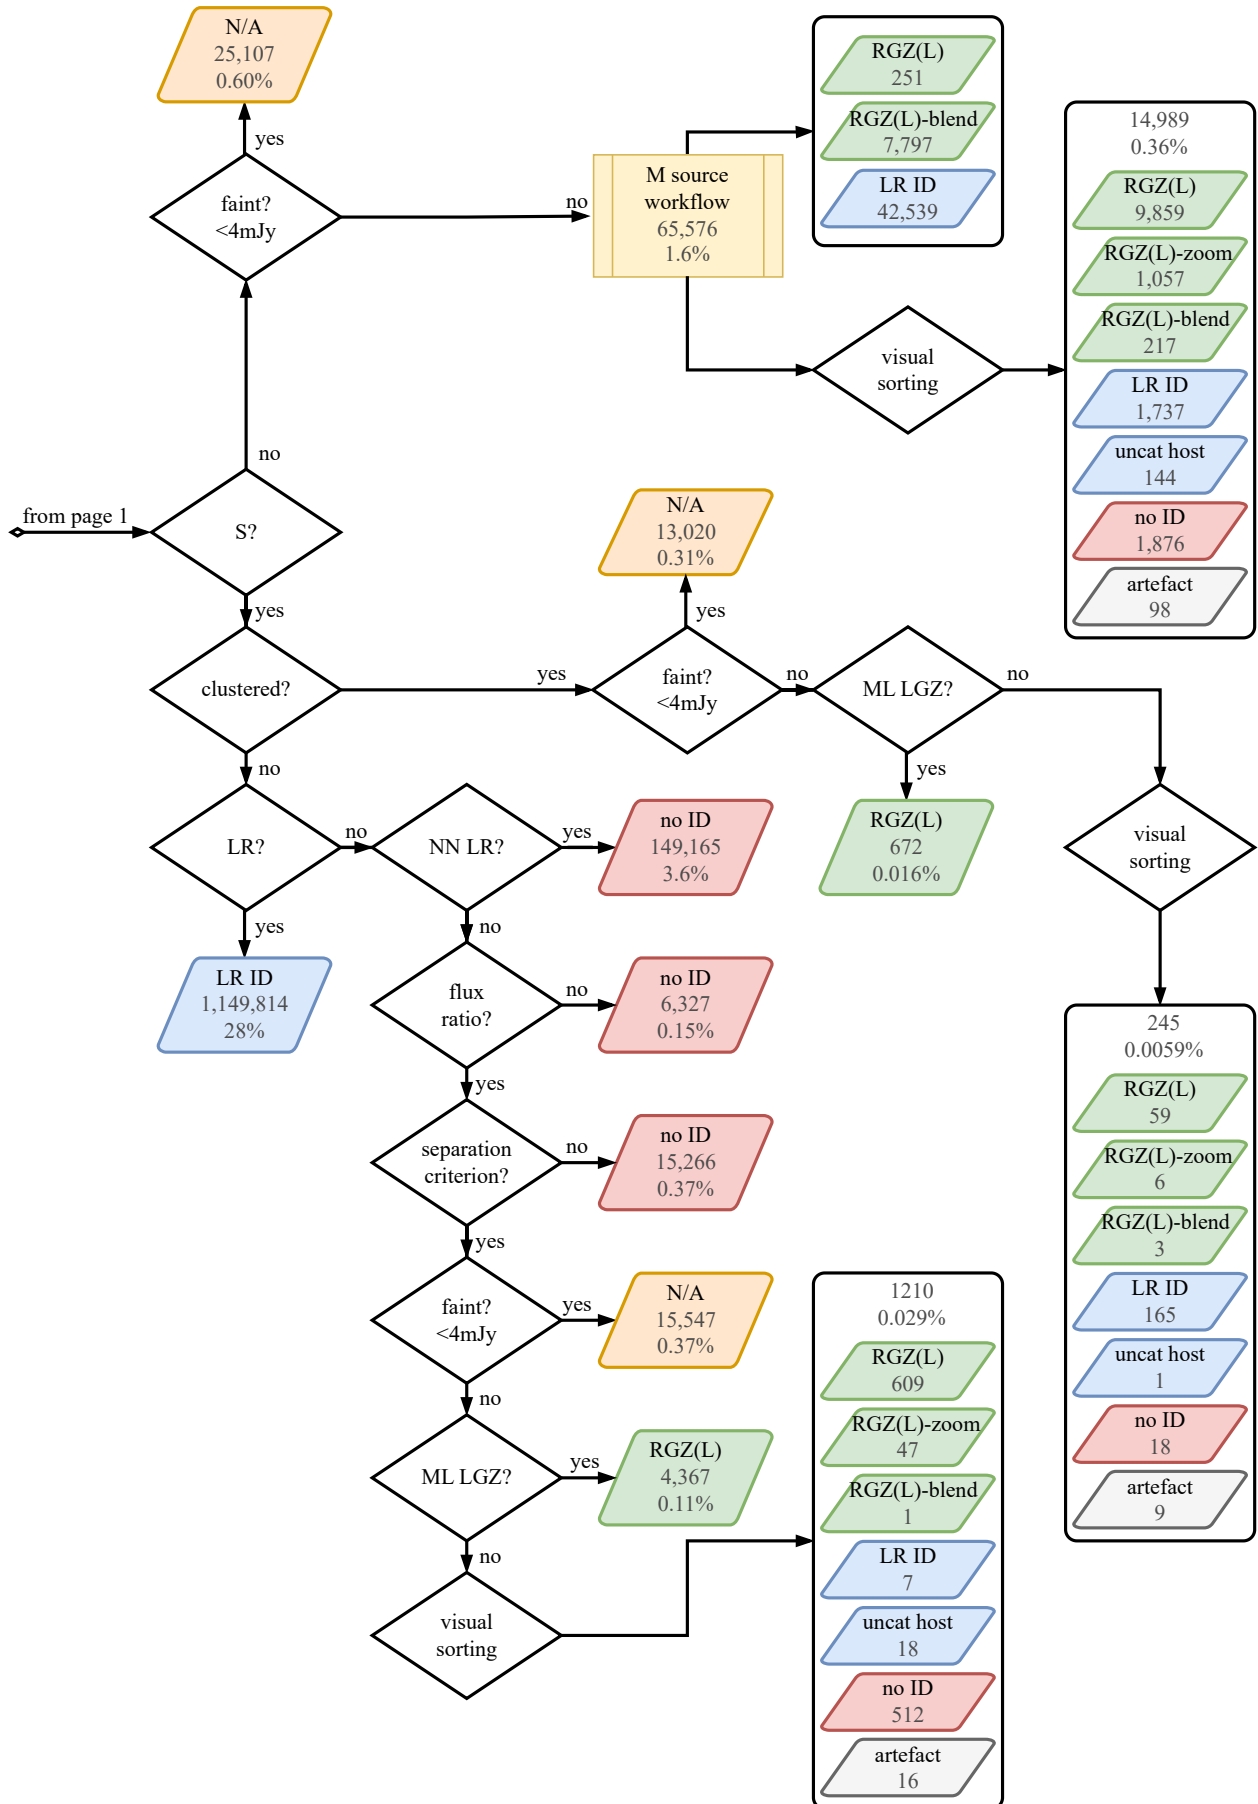 N/A
25,107
0.60%
yes
faint?
<4mJy
no
M source
workflow
65,576
1.6%
RGZ(L)
251
RGZ(L)-blend
7,797
LR ID
42,539
visual
sorting
14,989
0.36%
RGZ(L)
9,859
RGZ(L)-zoom
1,057
RGZ(L)-blend
217
LR ID
1,737
uncat host
144
no ID
1,876
artefact
98
no
from page 1
S?
yes
clustered?
yes
N/A
13,020
0.31%
yes
faint?
<4mJy
no
ML LGZ?
no
yes
RGZ(L)
672
0.016%
visual
sorting
245
0.0059%
RGZ(L)
59
RGZ(L)-zoom
6
RGZ(L)-blend
3
LR ID
165
uncat host
1
no ID
18
artefact
9
no
LR?
no
NN LR?
yes
no ID
149,165
3.6%
yes
LR ID
1,149,814
28%
no
flux
ratio?
no
no ID
6,327
0.15%
yes
separation
criterion?
no
no ID
15,266
0.37%
yes
faint?
<4mJy
yes
N/A
15,547
0.37%
no
ML LGZ?
yes
RGZ(L)
4,367
0.11%
no
visual
sorting
1210
0.029%
RGZ(L)
609
RGZ(L)-zoom
47
RGZ(L)-blend
1
LR ID
7
uncat host
18
no ID
512
artefact
16